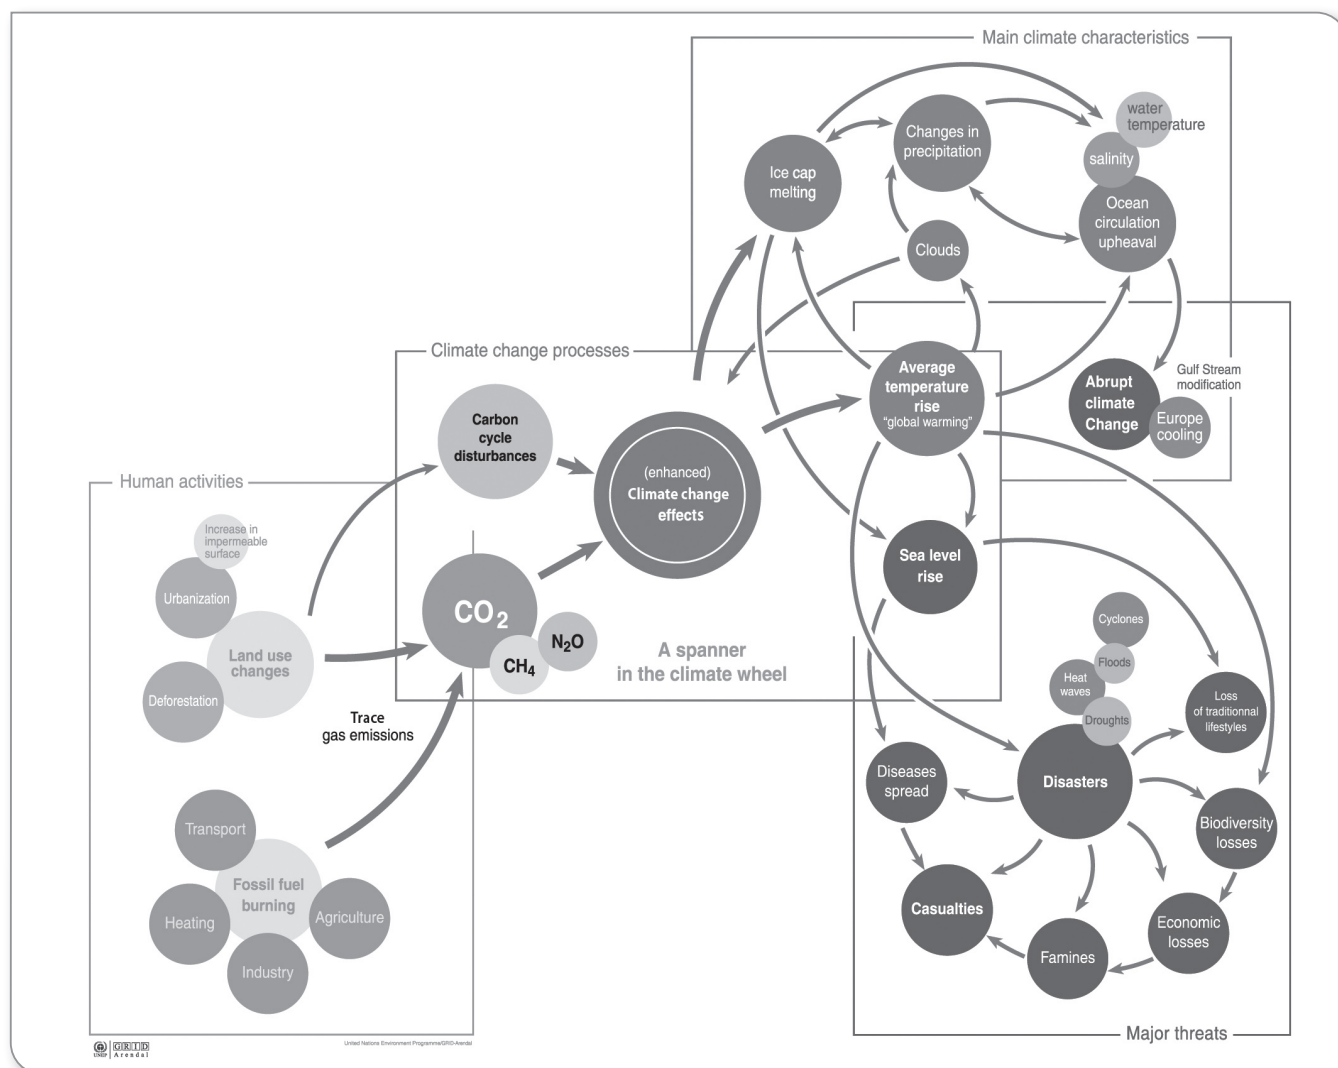 Main climate characteristics
water
temperature
Changes in
precipitation
salinity
Ice cap
melting
Ocean
circulation
upheaval
Clouds
Climate change processes
Average
temperature
rise
“global warming”
Gulf Stream
modification
Abrupt
climate
Change
Europe
cooling
Carbon
cycle
disturbances
(enhanced)
Climate change
effects
Human activities
Increase in
impermeable
surface
Urbanization
Land use
changes
Deforestation
CO2
CH4
N2O
A spanner
in the climate wheel
Trace
gas emissions
Sea level
rise
Cyclones
Floods
Heat
waves
Droughts
Loss
of traditionnal
lifestyles
Diseases
spread
Disasters
Biodiversity
losses
Transport
Fossil fuel
burning
Heating
Agriculture
Industry
Casualties
Famines
Economic
losses
Major threats
UNEP
GRID
Arendal
United Nations Environment Programme/GRID-Arendal